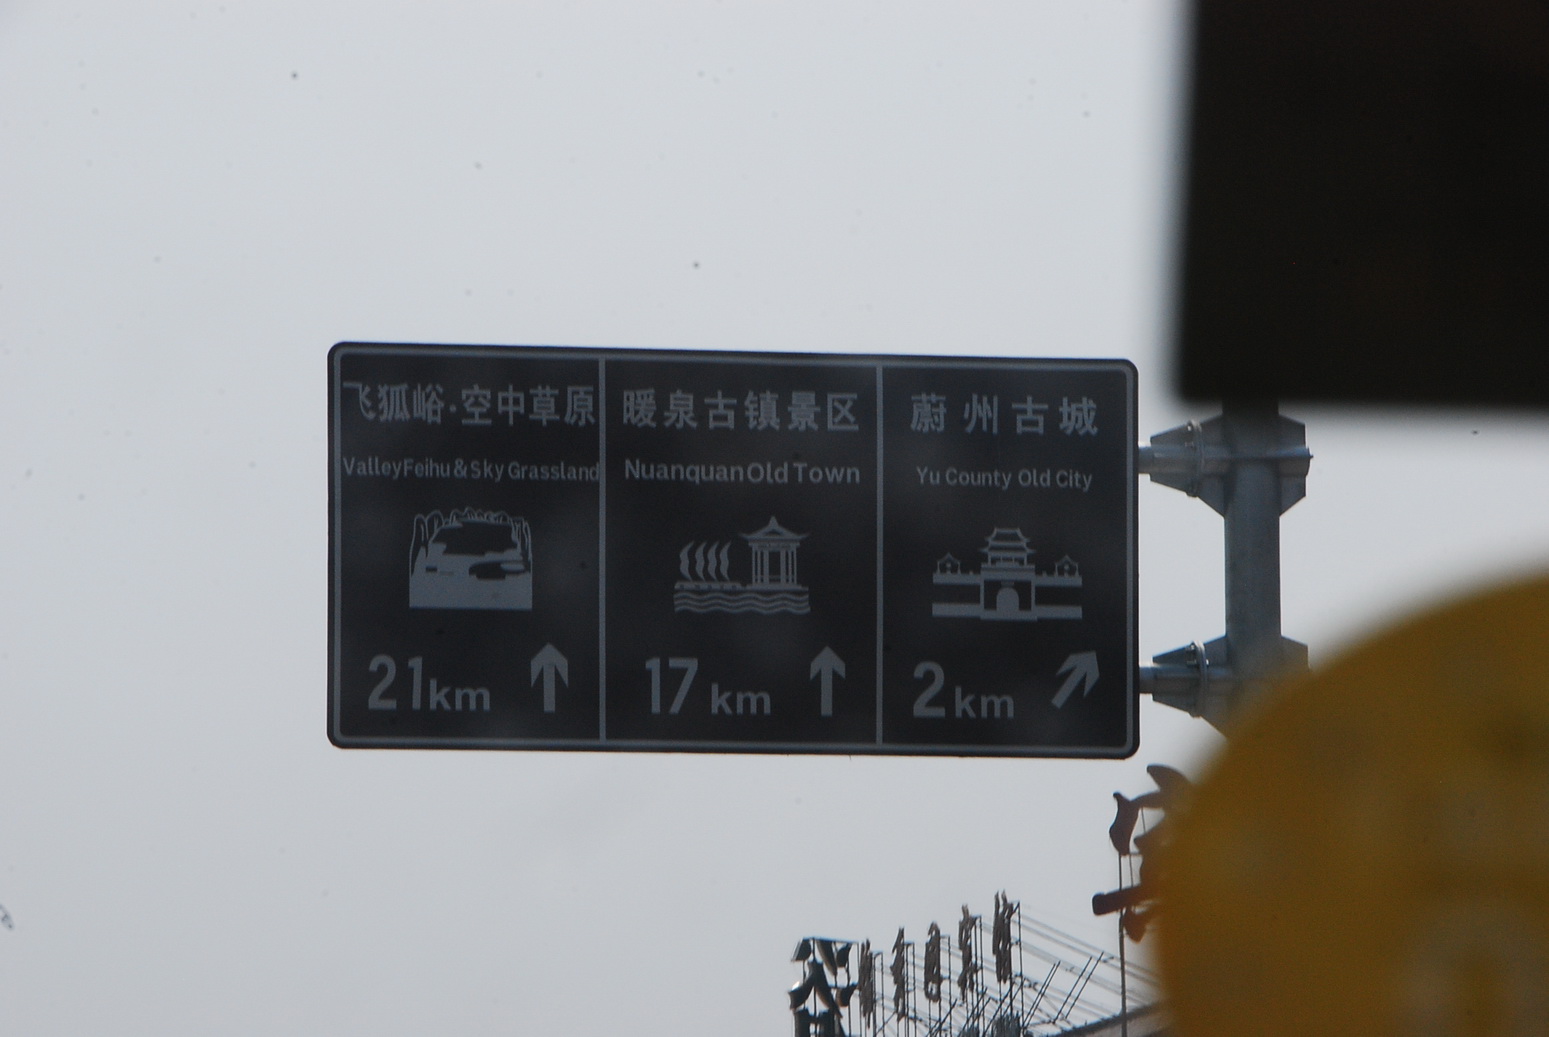 飞狐峪·空中草原
ValleyFeihu&Sky Grassland
21km
暖泉古镇景区
Nuanquan Old Town
17 km
蔚州古城
Yu County Old City
2km